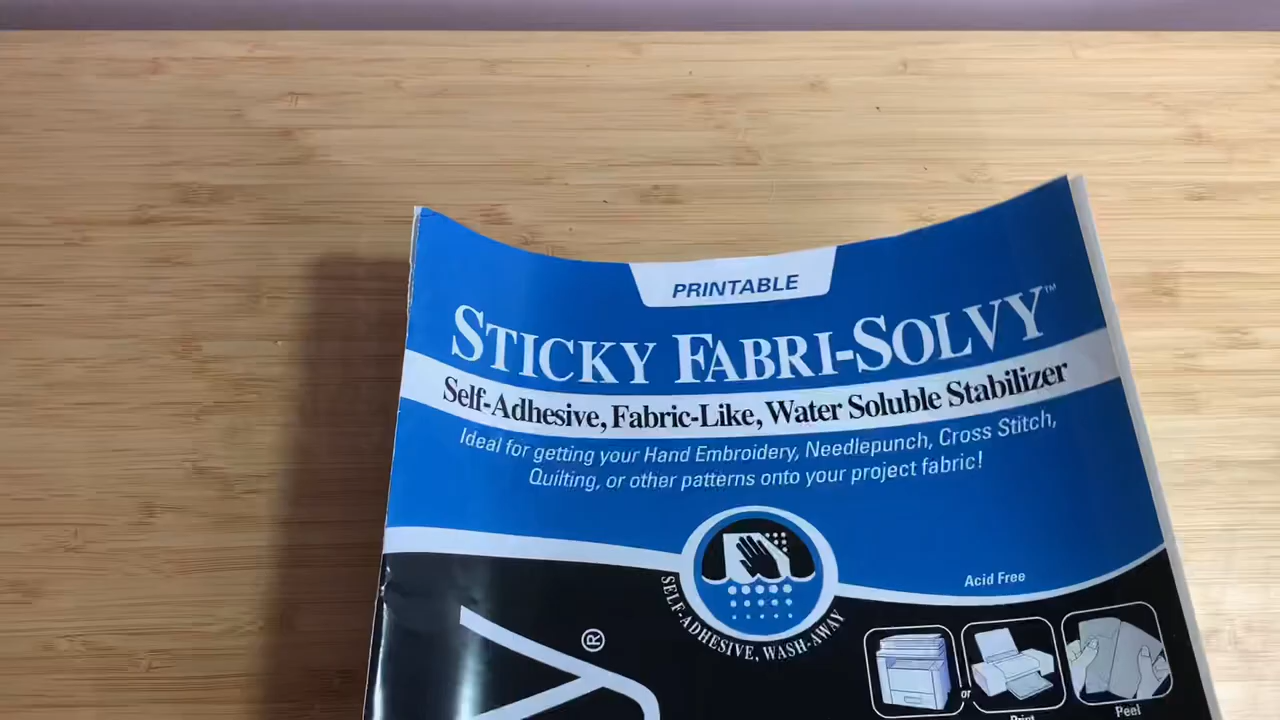 PRINTABLE
STICKY FABRI-SOLVY™
Self-Adhesive, Fabric-Like, Water Soluble Stabilizer
Ideal for getting your Hand Embroidery, Needlepunch, Cross Stitch,
Quilting, or other patterns onto your project fabric!
Acid Free
SELF-ADHESIVE, WASH-AWAY
y®
or
Print
Peel